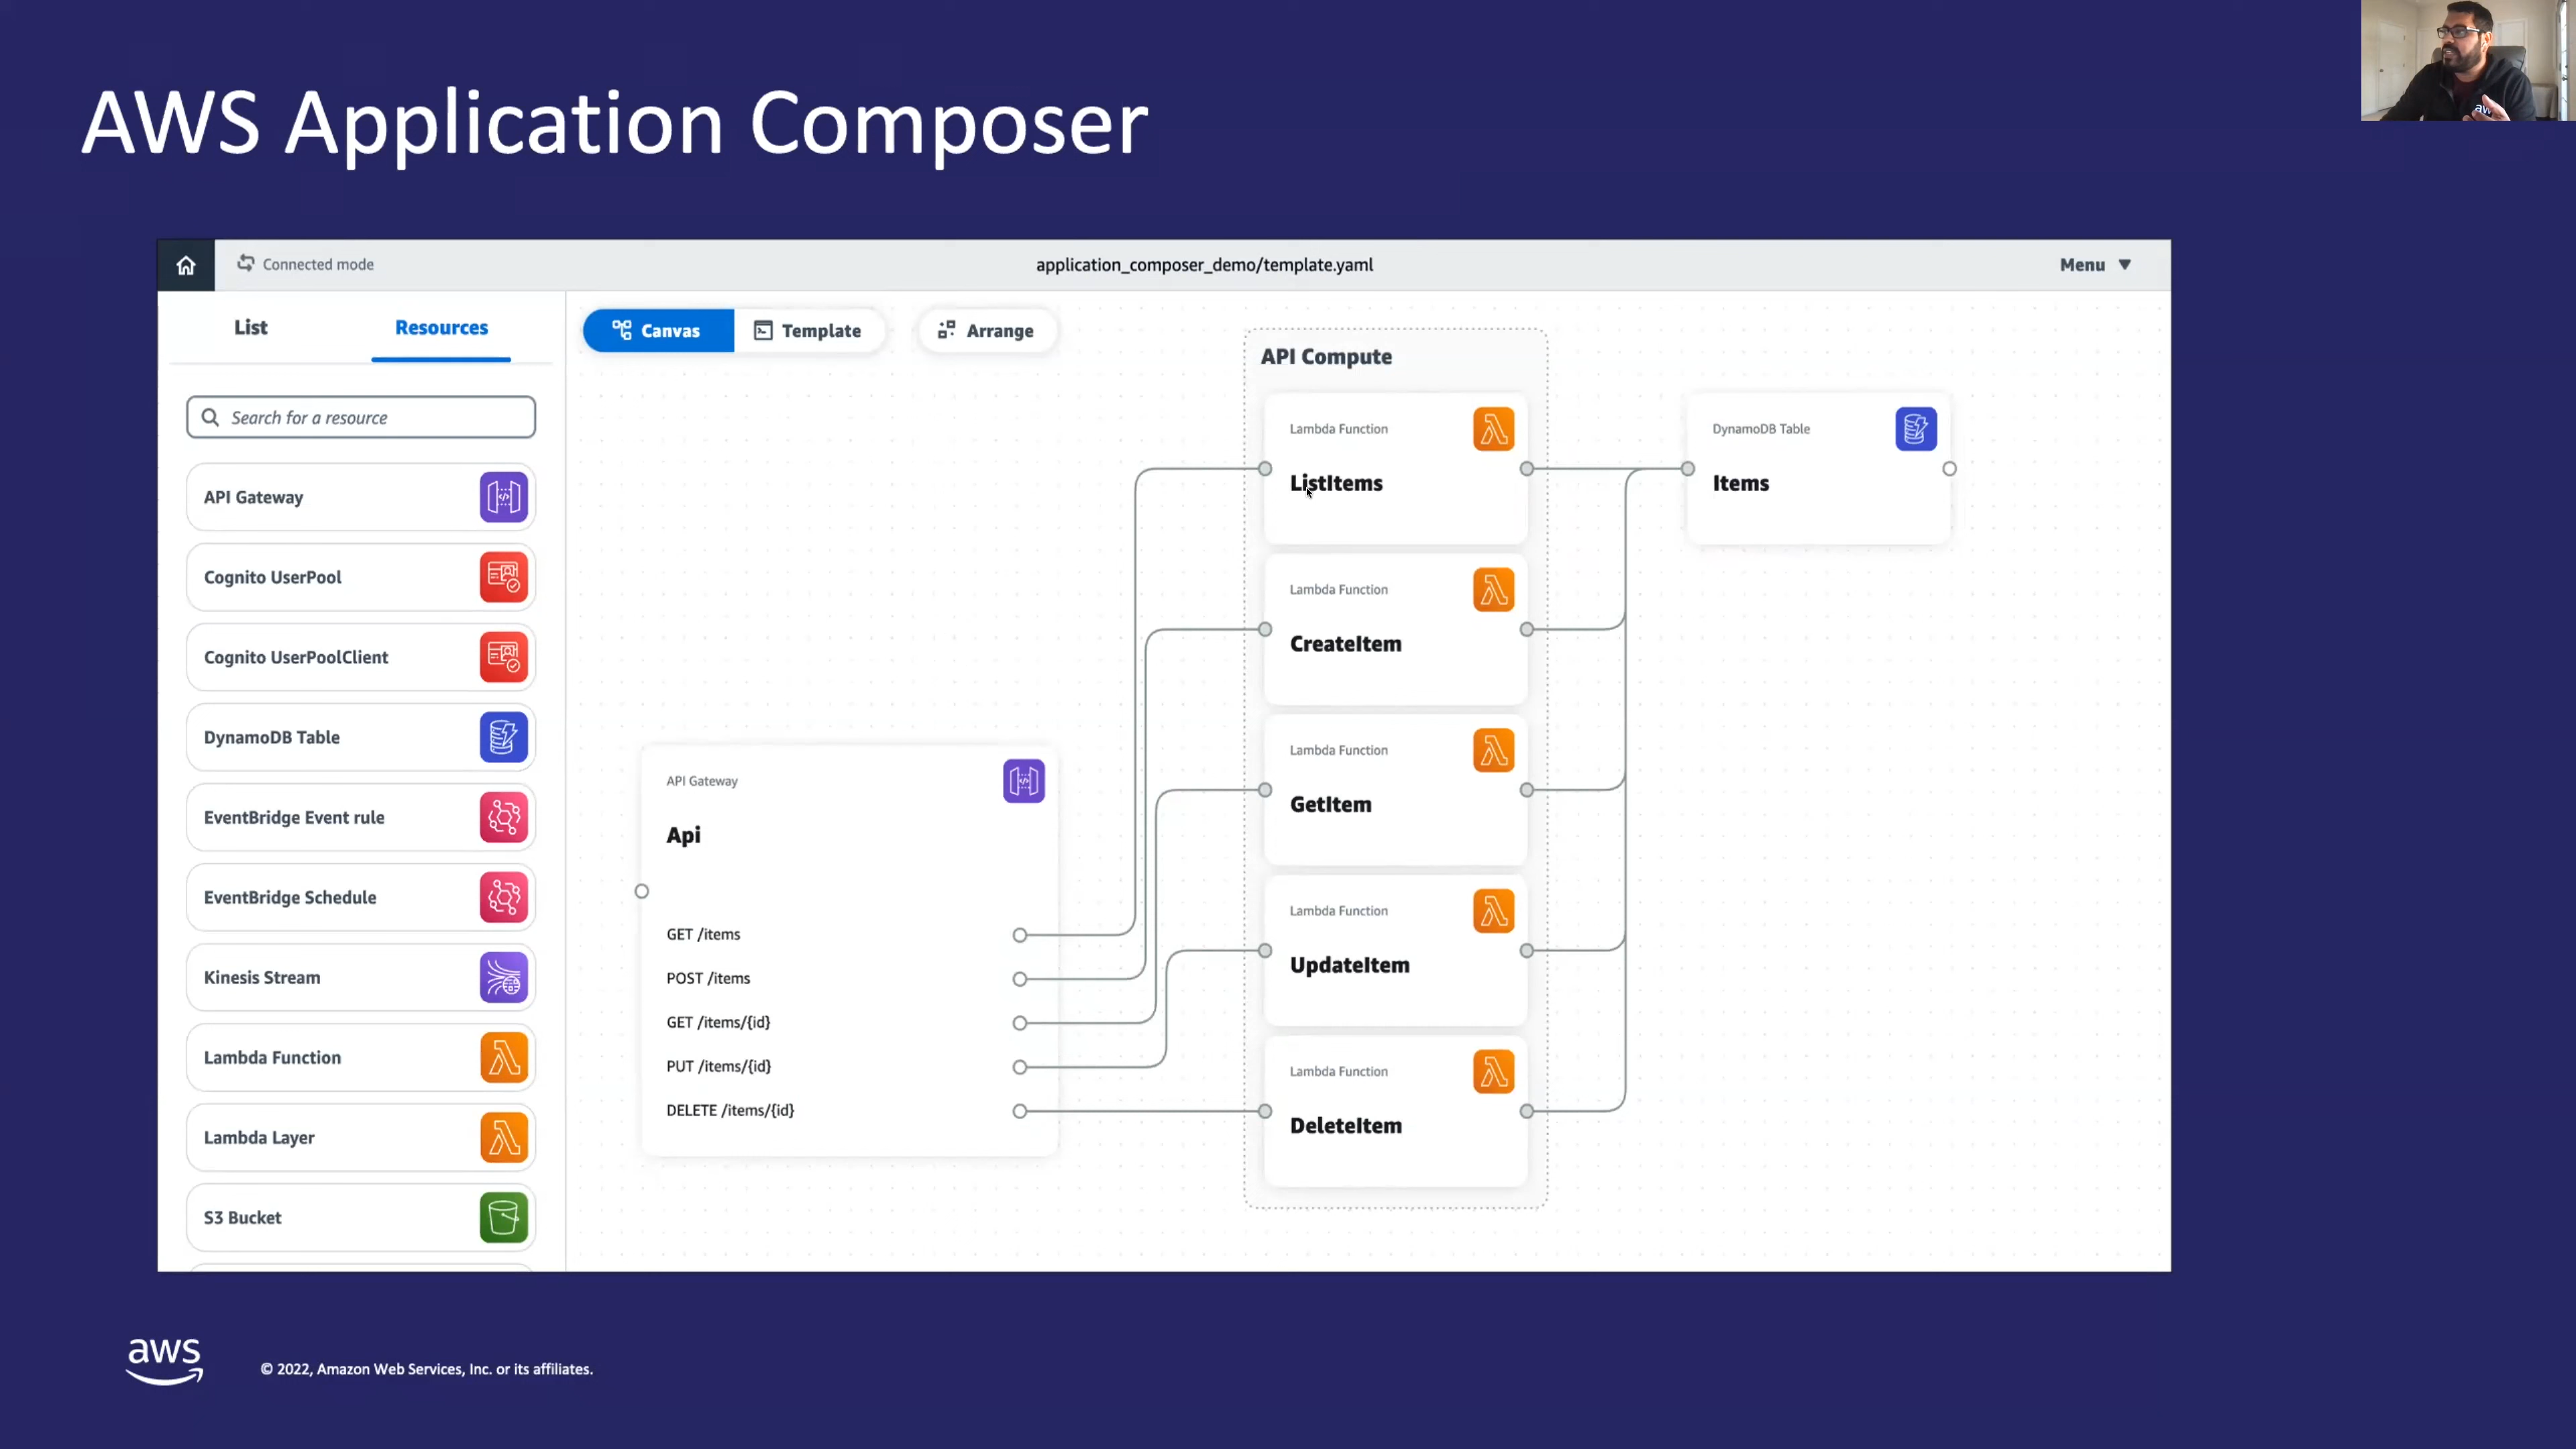 AWS Application Composer
Connected mode
application_composer_demo/template.yaml
Menu
List
Resources
Search for a resource
API Gateway
Cognito UserPool
Cognito UserPoolClient
DynamoDB Table
EventBridge Event rule
EventBridge Schedule
Kinesis Stream
Lambda Function
Lambda Layer
S3 Bucket
Canvas
Template
Arrange
API Gateway
Api
GET /items
POST /items
GET /items/{id}
PUT /items/{id}
DELETE /items/{id}
API Compute
Lambda Function
ListItems
Lambda Function
CreateItem
Lambda Function
GetItem
Lambda Function
UpdateItem
Lambda Function
DeleteItem
DynamoDB Table
Items
aws
© 2022, Amazon Web Services, Inc. or its affiliates.